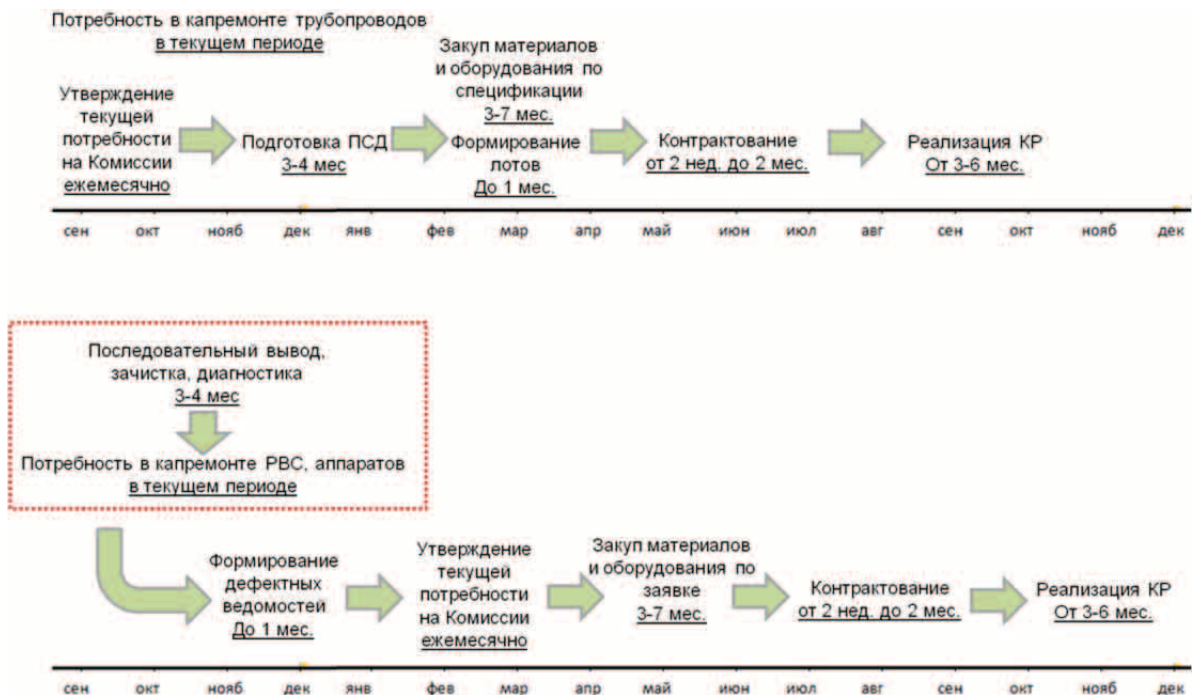 Потребность в капремонте трубопроводов
в текущем периоде
Утверждение
текущей
потребности
на Комиссии
ежемесячно
Подготовка ПСД
3-4 мес
Закуп материалов
и оборудования по
спецификации
3-7 мес.
Формирование
лотов
До 1 мес.
Контрактование
от 2 нед. до 2 мес.
Реализация КР
От 3-6 мес.
сен окт нояб дек янв фев мар апр май июн июл авг сен окт нояб дек
Последовательный вывод,
зачистка, диагностика
3-4 мес
Потребность в капремонте РВС, аппаратов
в текущем периоде
Формирование
дефектных
ведомостей
До 1 мес.
Утверждение
текущей
потребности
на Комиссии
ежемесячно
Закуп материалов
и оборудования по
заявке
3-7 мес.
Контрактование
от 2 нед. до 2 мес.
Реализация КР
От 3-6 мес.
сен окт нояб дек янв фев мар апр май июн июл авг сен окт нояб дек